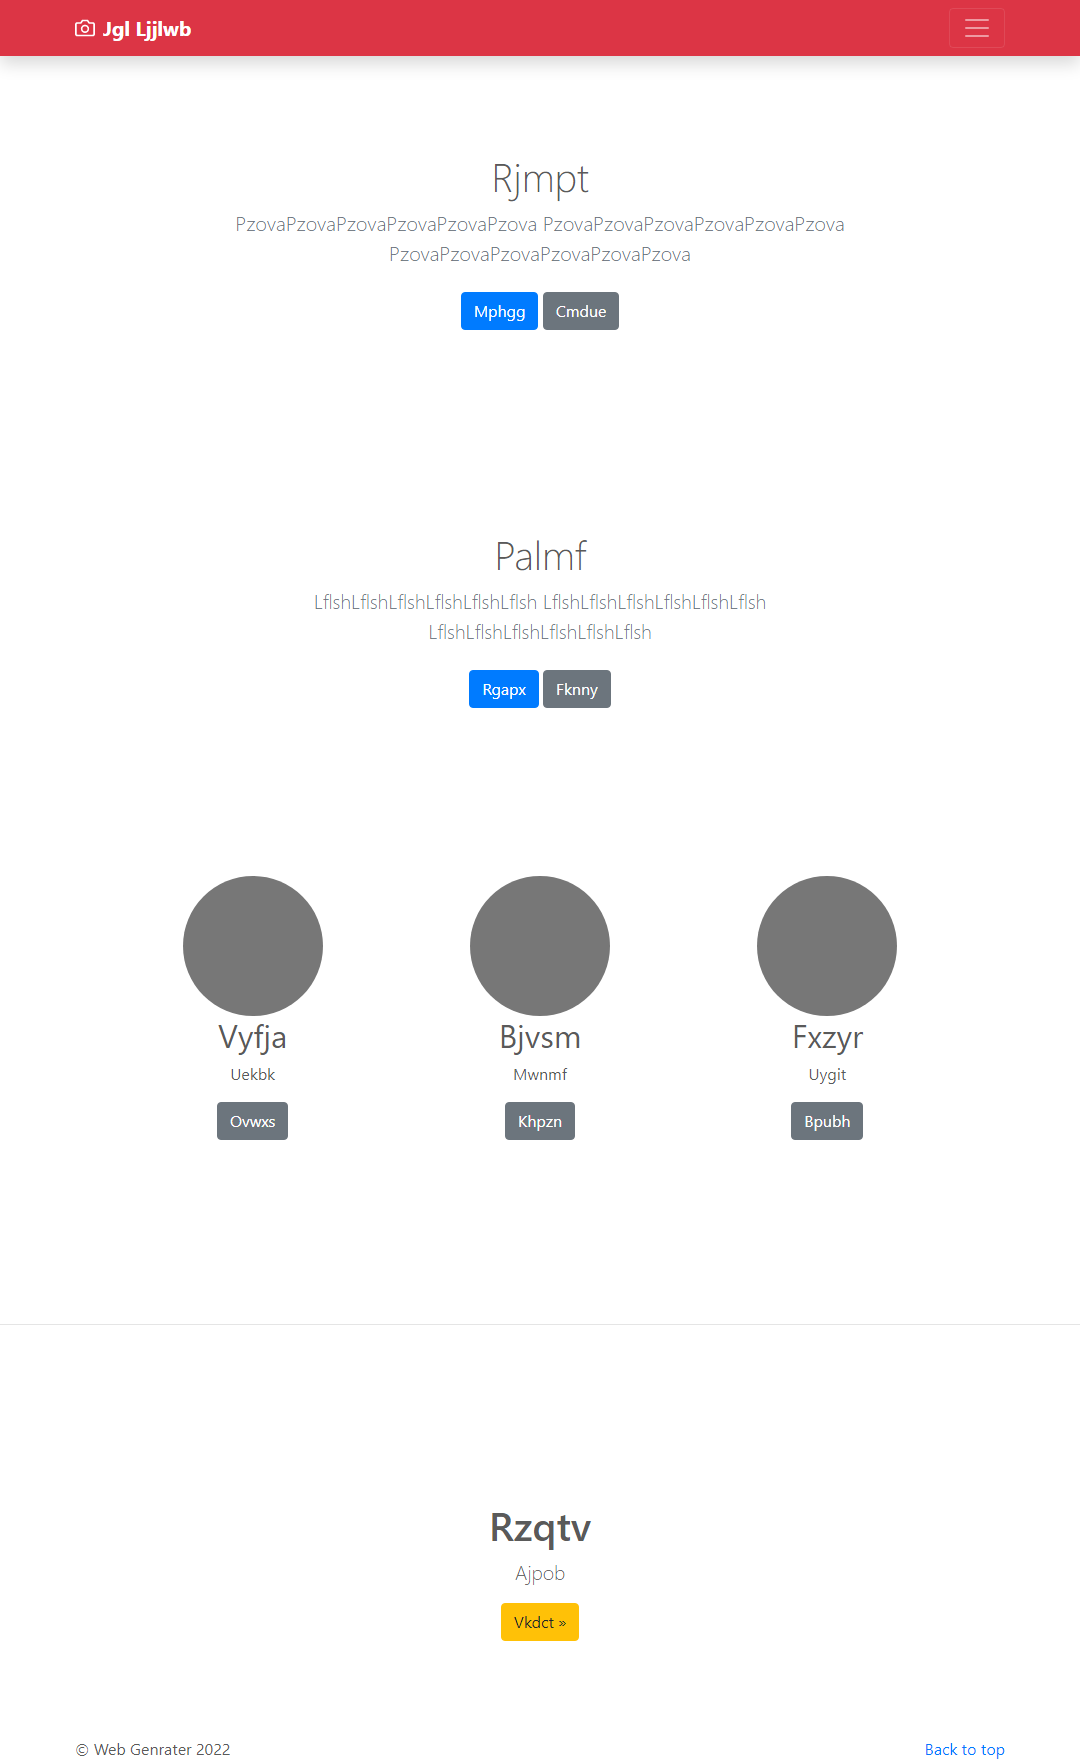 Jgl Ljjlwb
Rjmpt
PzovaPzovaPzovaPzovaPzovaPzova PzovaPzovaPzovaPzovaPzovaPzova
PzovaPzovaPzovaPzovaPzovaPzova
Mphgg Cmdue
Palmf
LflshLflshLflshLflshLflshLflsh LflshLflshLflshLflshLflshLflsh
LflshLflshLflshLflshLflshLflsh
Rgapx Fknny
Vyfja Bjvsm Fxzyr
Uekbk Mwnmf Uygit
Ovwxs Khpzn Bpubh
Rzqtv
Ajpob
Vkdct »
© Web Genrater 2022 Back to top